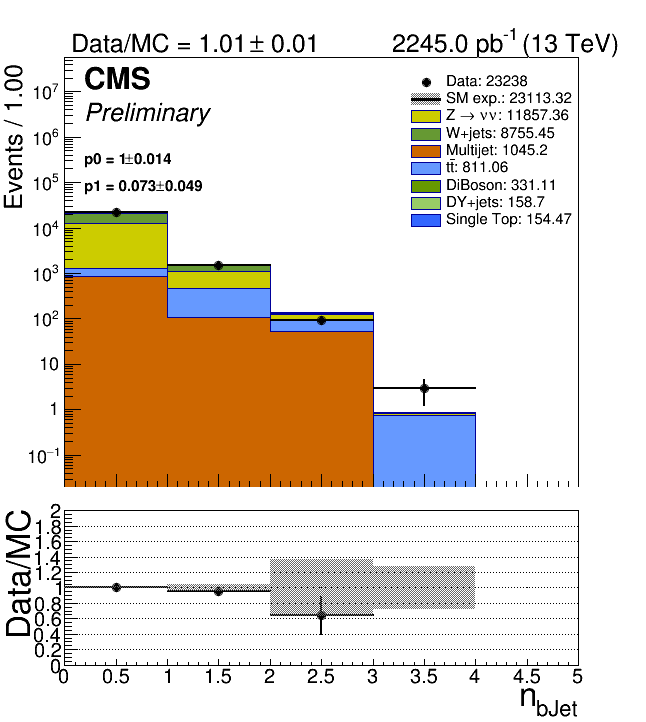 Data/MC = 1.01 ± 0.01 2245.0 pb⁻¹ (13 TeV)
Events / 1.00
CMS
Preliminary
p0 = 1±0.014
p1 = 0.073±0.049
Data: 23238
SM exp.: 23113.32
Z → νν: 11857.36
W+jets: 8755.45
Multijet: 1045.2
tt̄: 811.06
DiBoson: 331.11
DY+jets: 158.7
Single Top: 154.47
10⁷
10⁶
10⁵
10⁴
10³
10²
10
1
10⁻¹
Data/MC
2
1.8
1.6
1.4
1.2
1
0.8
0.6
0.4
0.2
0
0 0.5 1 1.5 2 2.5 3 3.5 4 4.5 5
n_bJet